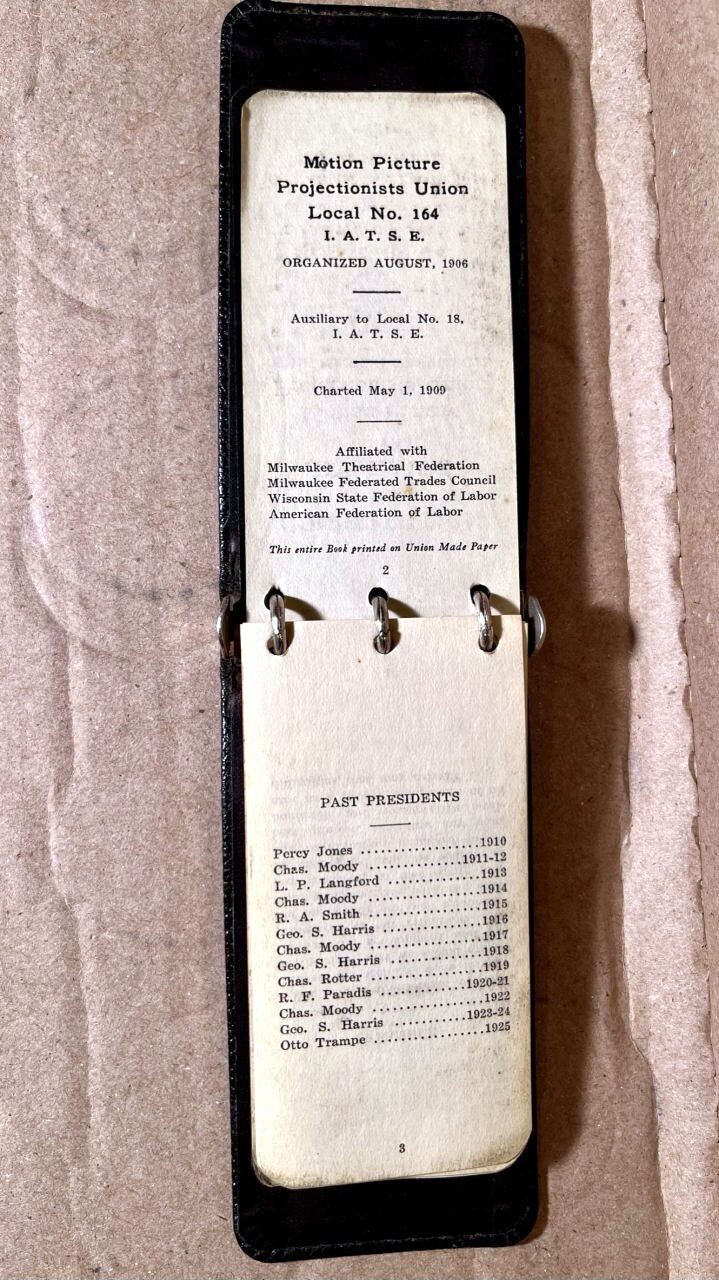 Motion Picture
Projectionists Union
Local No. 164
I. A. T. S. E.
ORGANIZED AUGUST, 1906
Auxiliary to Local No. 18,
I. A. T. S. E.
Charted May 1, 1909
Affiliated with
Milwaukee Theatrical Federation
Milwaukee Federated Trades Council
Wisconsin State Federation of Labor
American Federation of Labor
This entire Book printed on Union Made Paper
2
PAST PRESIDENTS
Percy Jones ..................1910
Chas. Moody ..............1911-12
L. P. Langford ..............1913
Chas. Moody .................1914
R. A. Smith ..................1915
Geo. S. Harris ................1916
Chas. Moody .................1917
Geo. S. Harris ...............1918
Chas. Rotter .................1919
R. F. Paradis .............1920-21
Chas. Moody .................1922
Geo. S. Harris ...........1923-24
Otto Trampe .................1925
3